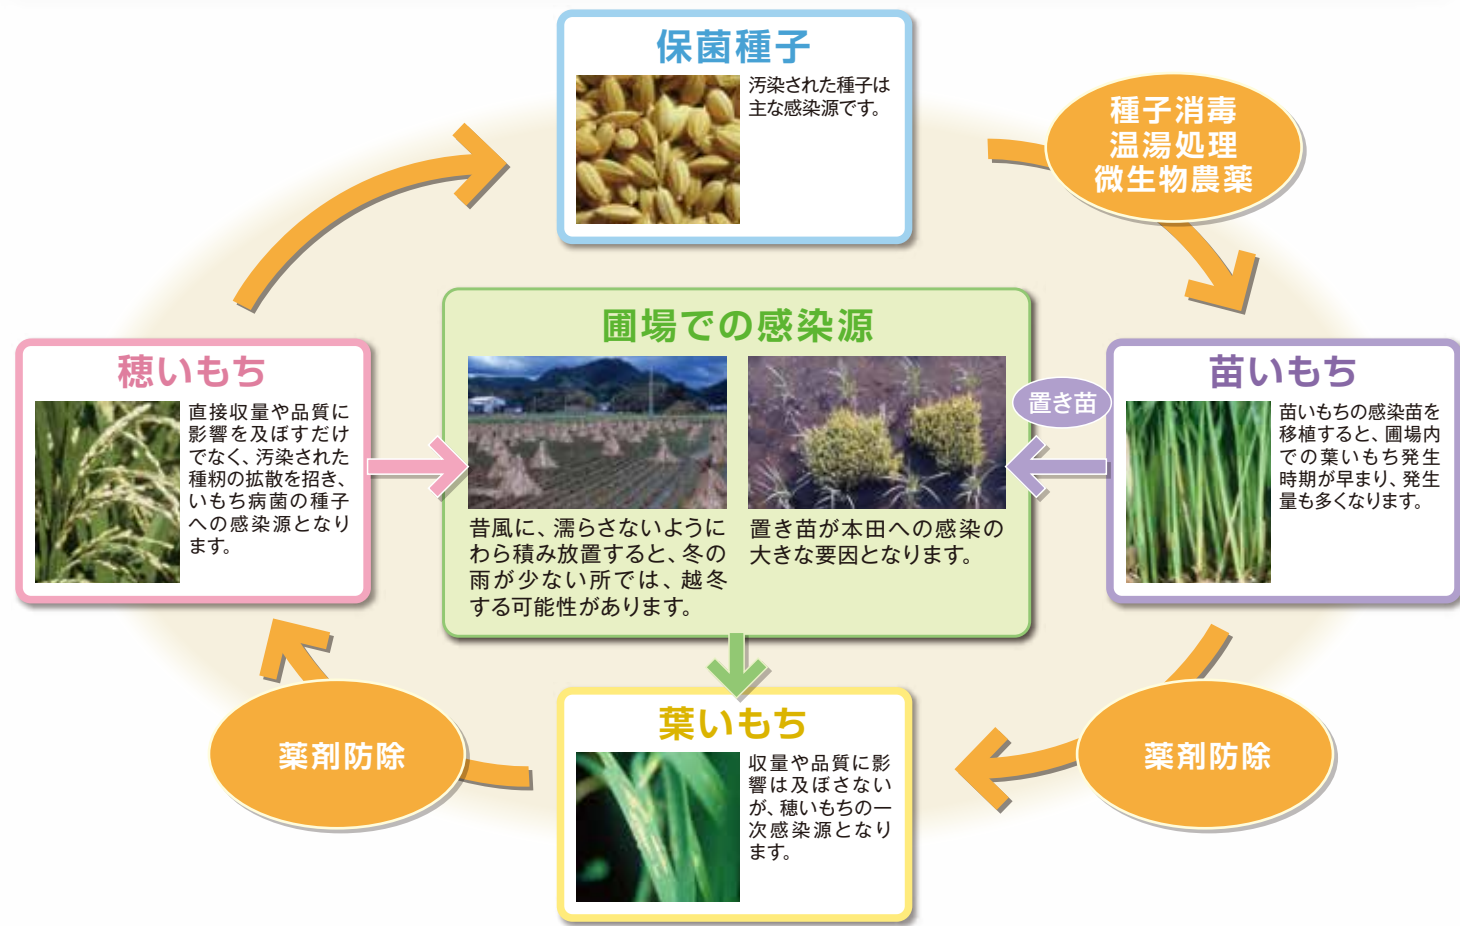 保菌種子
汚染された種子は
主な感染源です。
種子消毒
温湯処理
微生物農薬
圃場での感染源
昔風に、濡らさないように
わら積み放置すると、冬の
雨が少ない所では、越冬
する可能性があります。
置き苗が本田への感染の
大きな要因となります。
穂いもち
直接収量や品質に
影響を及ぼすだけ
でなく、汚染された
種籾の拡散を招き、
いもち病菌の種子
への感染源となり
ます。
置き苗
苗いもち
苗いもちの感染苗を
移植すると、圃場内
での葉いもち発生
時期が早まり、発生
量も多くなります。
薬剤防除
葉いもち
収量や品質に影
響は及ぼさない
が、穂いもちの一
次感染源となり
ます。
薬剤防除